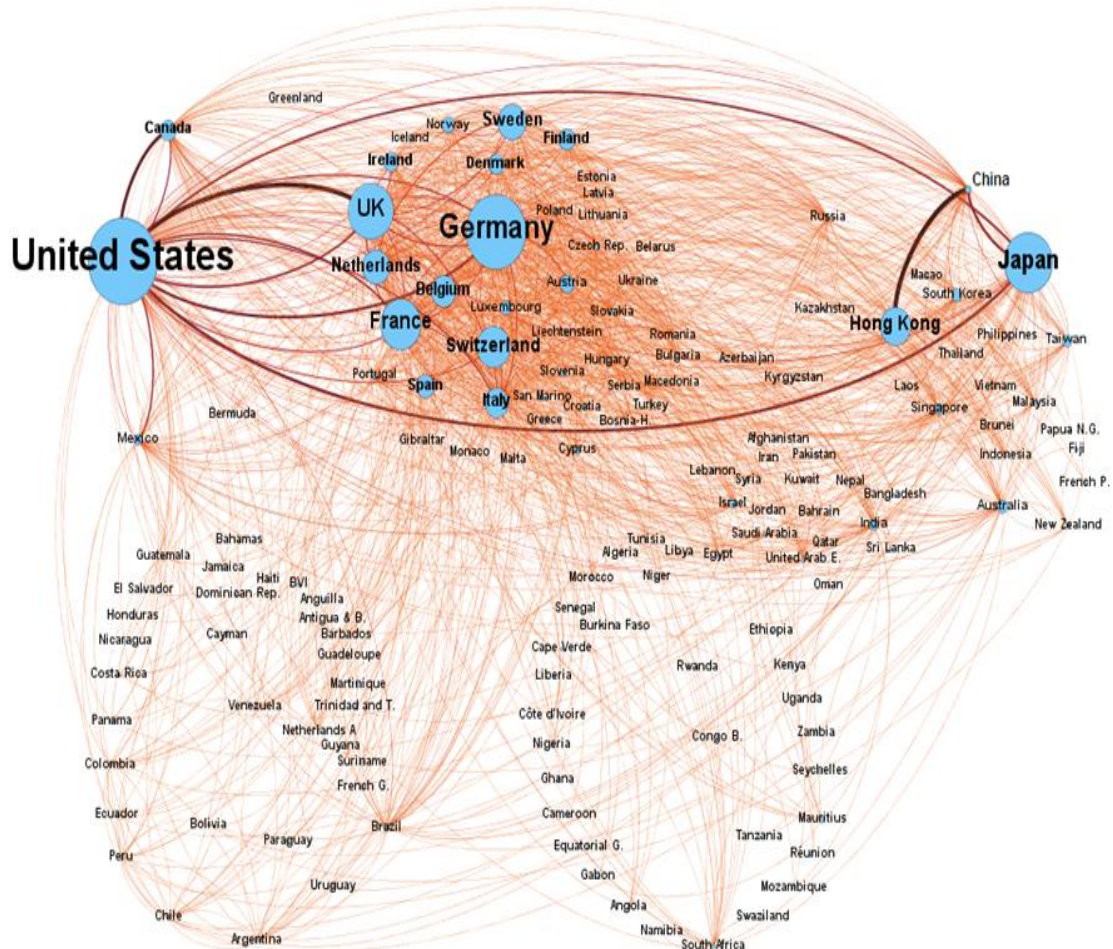 Greenland
Canada
Norway
Sweden
Iceland
Finland
Ireland
Denmark
Estonia
Latvia
China
UK
Poland
Lithuania
Russia
Germany
Czech Rep.
Belarus
United States
Netherlands
Japan
Macao
Belgium
Austria
Ukraine
South Korea
Luxembourg
Slovakia
Kazakhstan
France
Hong Kong
Liechtenstein
Romania
Philippines
Taiwan
Switzerland
Hungary
Bulgaria
Azerbaijan
Thailand
Portugal
Slovenia
Kyrgyzstan
Spain
Serbia
Macedonia
Laos
Vietnam
San Marino
Italy
Croatia
Turkey
Singapore
Malaysia
Bermuda
Greece
Bosnia-H.
Brunei
Papua N.G.
Mexico
Gibraltar
Monaco
Malta
Cyprus
Afghanistan
Iran
Pakistan
Indonesia
Fiji
Lebanon
Syria
Kuwait
Nepal
French P.
Bangladesh
Israel
Jordan
Bahrain
India
Australia
New Zealand
Saudi Arabia
Qatar
Sri Lanka
Bahamas
Tunisia
Guatemala
Algeria
Libya
Egypt
United Arab E.
Jamaica
Haiti
BVI
Morocco
Niger
Oman
El Salvador
Dominican Rep.
Anguilla
Honduras
Antigua & B.
Senegal
Nicaragua
Cayman
Barbados
Burkina Faso
Ethiopia
Guadeloupe
Cape Verde
Costa Rica
Martinique
Liberia
Rwanda
Kenya
Venezuela
Trinidad and T.
Uganda
Panama
Netherlands A
Côte d'Ivoire
Guyana
Nigeria
Congo B.
Zambia
Colombia
Suriname
French G.
Ghana
Seychelles
Ecuador
Bolivia
Brazil
Cameroon
Mauritius
Paraguay
Tanzania
Peru
Equatorial G.
Réunion
Uruguay
Gabon
Mozambique
Chile
Angola
Swaziland
Argentina
Namibia
South Africa